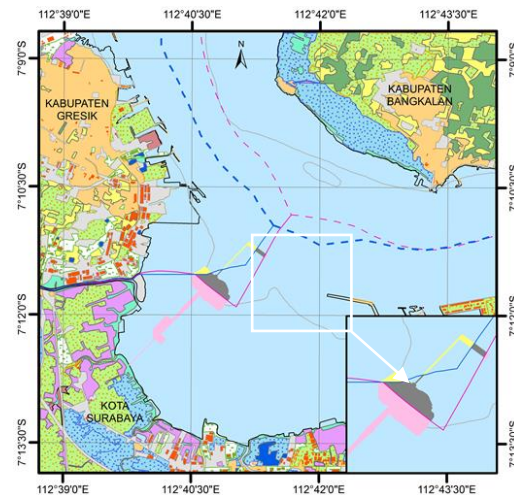 112°39'0"E 112°40'30"E 112°42'0"E 112°43'30"E
7°9'0"S 7°9'0"S
N
KABUPATEN
GRESIK
KABUPATEN
BANGKALAN
7°10'30"S 7°10'30"S
7°12'0"S 7°12'0"S
KOTA
SURABAYA
7°13'30"S 7°13'30"S
112°39'0"E 112°40'30"E 112°42'0"E 112°43'30"E